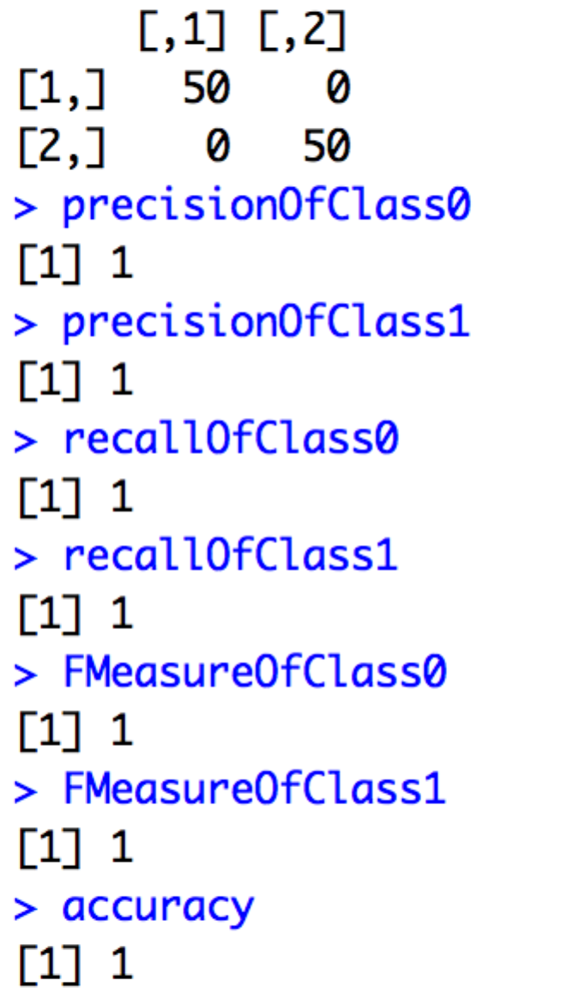 [,1] [,2]
[1,]   50    0
[2,]    0   50
> precisionOfClass0
[1] 1
> precisionOfClass1
[1] 1
> recallOfClass0
[1] 1
> recallOfClass1
[1] 1
> FMeasureOfClass0
[1] 1
> FMeasureOfClass1
[1] 1
> accuracy
[1] 1